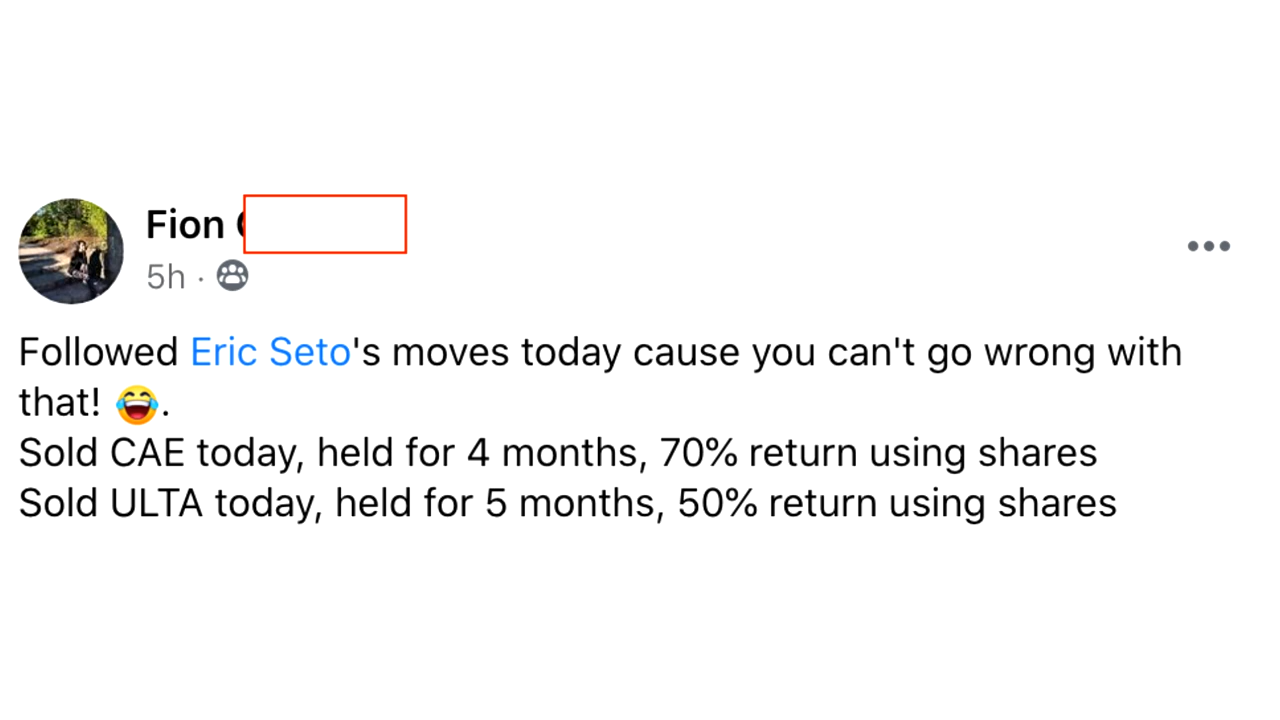 Fion
5h ·
Followed Eric Seto's moves today cause you can't go wrong with
that! 😂.
Sold CAE today, held for 4 months, 70% return using shares
Sold ULTA today, held for 5 months, 50% return using shares